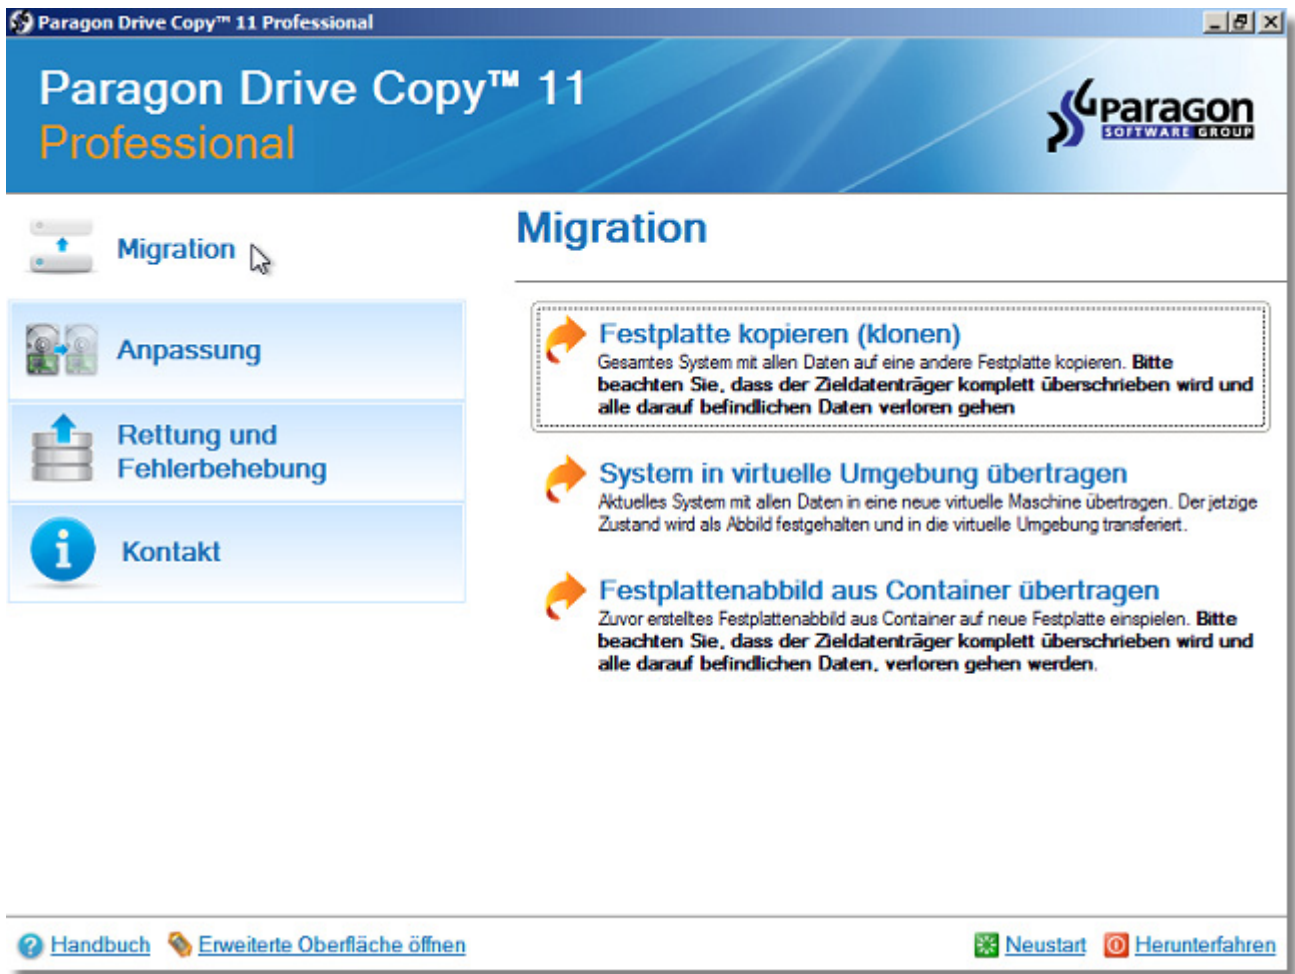 Paragon Drive Copy™ 11 Professional
Paragon Drive Copy™ 11
Professional
paragon
SOFTWARE GROUP
Migration
Anpassung
Rettung und
Fehlerbehebung
Kontakt
Migration
Festplatte kopieren (klonen)
Gesamtes System mit allen Daten auf eine andere Festplatte kopieren. Bitte
beachten Sie, dass der Zieldatenträger komplett überschrieben wird und
alle darauf befindlichen Daten verloren gehen
System in virtuelle Umgebung übertragen
Aktuelles System mit allen Daten in eine neue virtuelle Maschine übertragen. Der jetzige
Zustand wird als Abbild festgehalten und in die virtuelle Umgebung transferiert.
Festplattenabbild aus Container übertragen
Zuvor erstelltes Festplattenabbild aus Container auf neue Festplatte einspielen. Bitte
beachten Sie, dass der Zieldatenträger komplett überschrieben wird und
alle darauf befindlichen Daten, verloren gehen werden.
Handbuch Erweiterte Oberfläche öffnen Neustart Herunterfahren